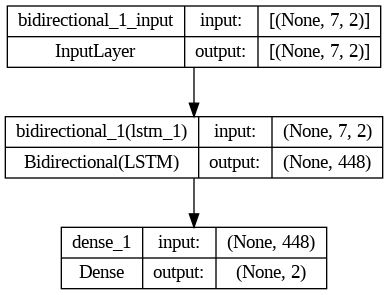 bidirectional_1_input input: [(None, 7, 2)]
InputLayer output: [(None, 7, 2)]
bidirectional_1(lstm_1) input: (None, 7, 2)
Bidirectional(LSTM) output: (None, 448)
dense_1 input: (None, 448)
Dense output: (None, 2)